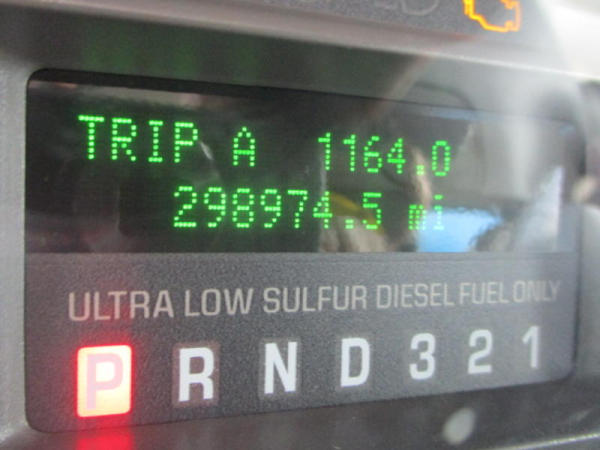 TRIP A 1164.0
298974.5 mi
ULTRA LOW SULFUR DIESEL FUEL ONLY
P R N D 3 2 1